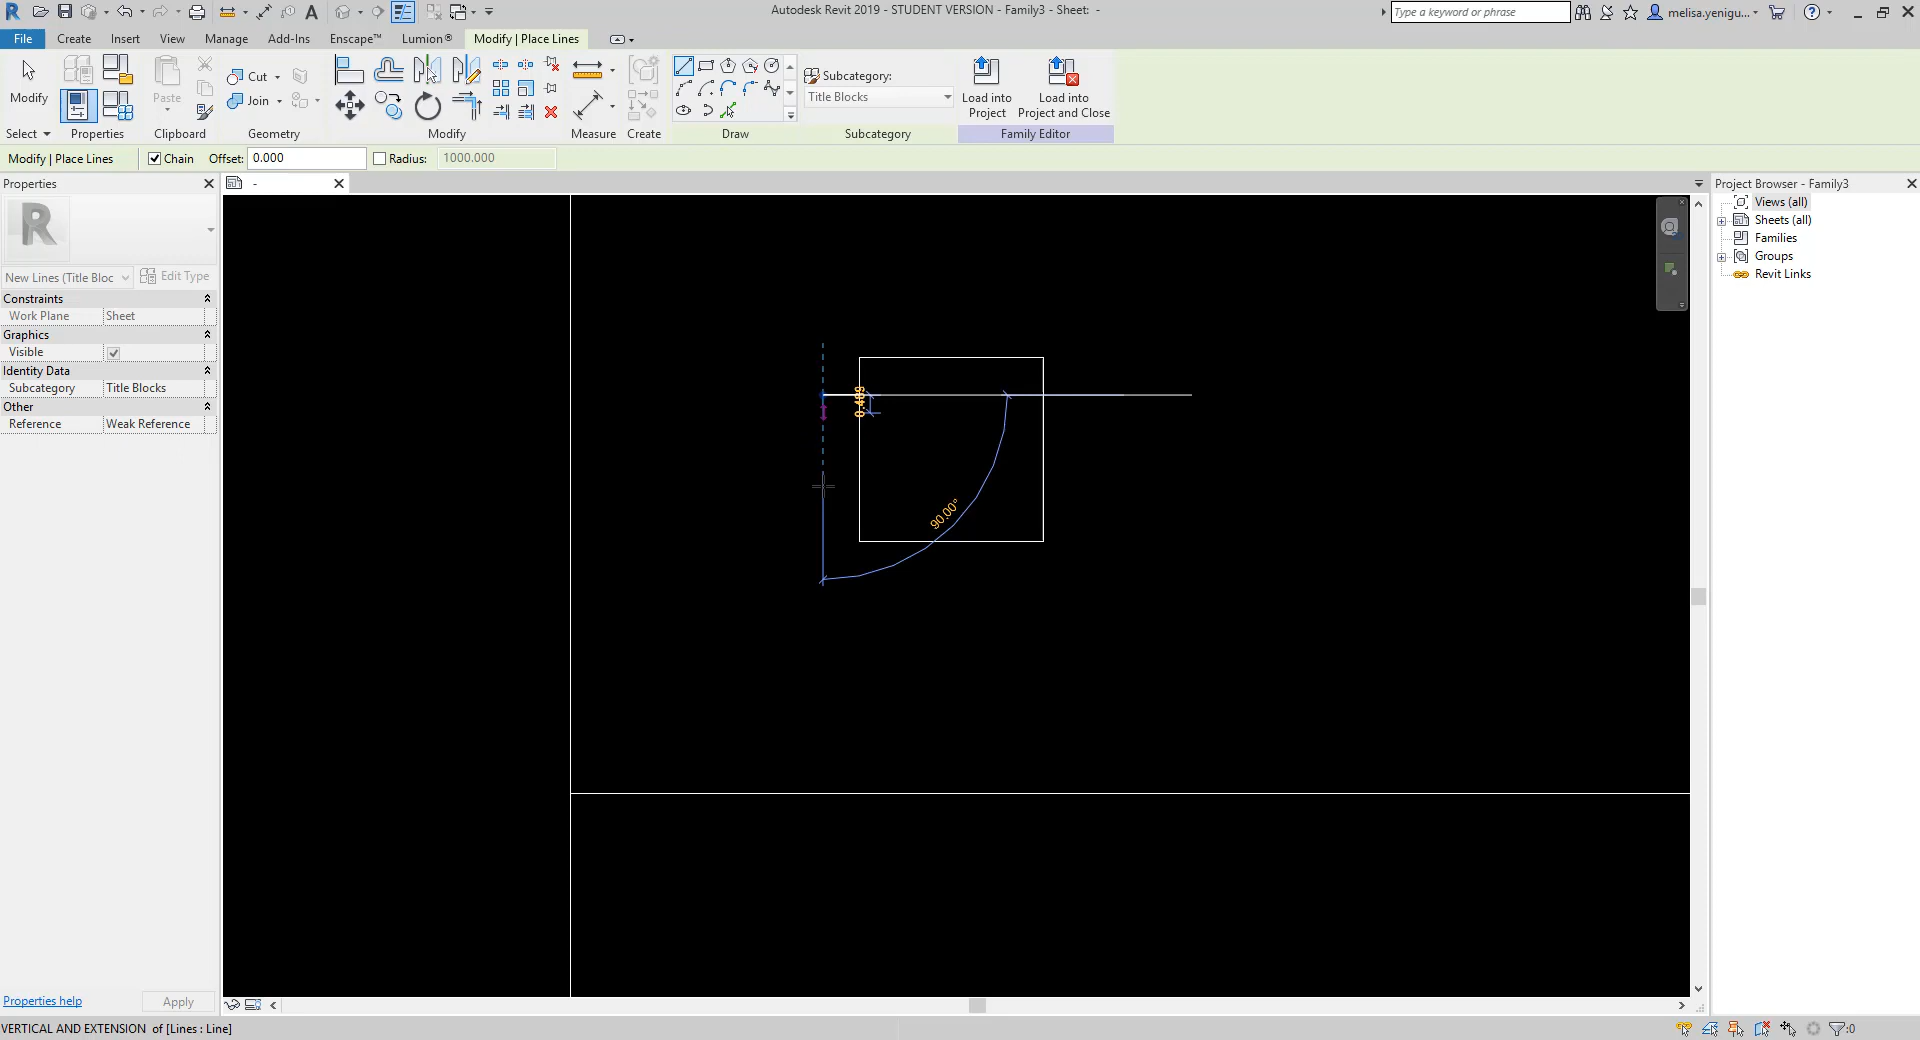 Autodesk Revit 2019 - STUDENT VERSION - Family3 - Sheet: -
Type a keyword or phrase
melisa.yenigu...
File Create Insert View Manage Add-Ins Enscape™ Lumion® Modify | Place Lines
Modify
Paste
Cut
Join
Subcategory:
Title Blocks
Load into Project
Load into Project and Close
Select Properties Clipboard Geometry Modify Measure Create Draw Subcategory Family Editor
Modify | Place Lines Chain Offset: 0.000 Radius: 1000.000
Properties
-
Project Browser - Family3
Views (all)
Sheets (all)
Families
Groups
Revit Links
R
New Lines (Title Bloc Edit Type
Constraints
Work Plane Sheet
Graphics
Visible
Identity Data
Subcategory Title Blocks
Other
Reference Weak Reference
90.00°
Properties help Apply
VERTICAL AND EXTENSION of [Lines : Line]
:0